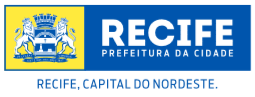 RECIFE
PREFEITURA DA CIDADE
RECIFE, CAPITAL DO NORDESTE.